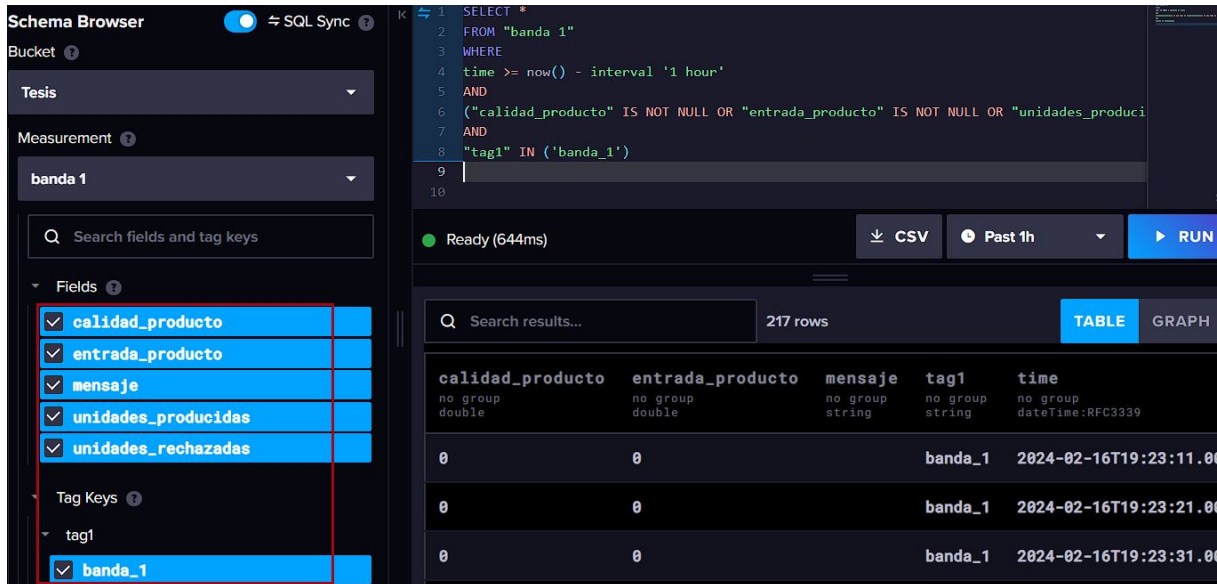 Schema Browser
SQL Sync
Bucket
Tesis
Measurement
banda 1
Search fields and tag keys
Fields
calidad_producto
entrada_producto
mensaje
unidades_producidas
unidades_rechazadas
Tag Keys
tag1
banda_1
1 SELECT *
2 FROM "banda 1"
3 WHERE
4 time >= now() - interval '1 hour'
5 AND
6 ("calidad_producto" IS NOT NULL OR "entrada_producto" IS NOT NULL OR "unidades_produci
7 AND
8 "tag1" IN ('banda_1')
9
10
Ready (644ms)
CSV
Past 1h
RUN
Search results...
217 rows
TABLE
GRAPH
calidad_producto entrada_producto mensaje tag1 time
no group no group no group no group no group
double double string string dateTime:RFC3339
0 0 banda_1 2024-02-16T19:23:11.00
0 0 banda_1 2024-02-16T19:23:21.00
0 0 banda_1 2024-02-16T19:23:31.00